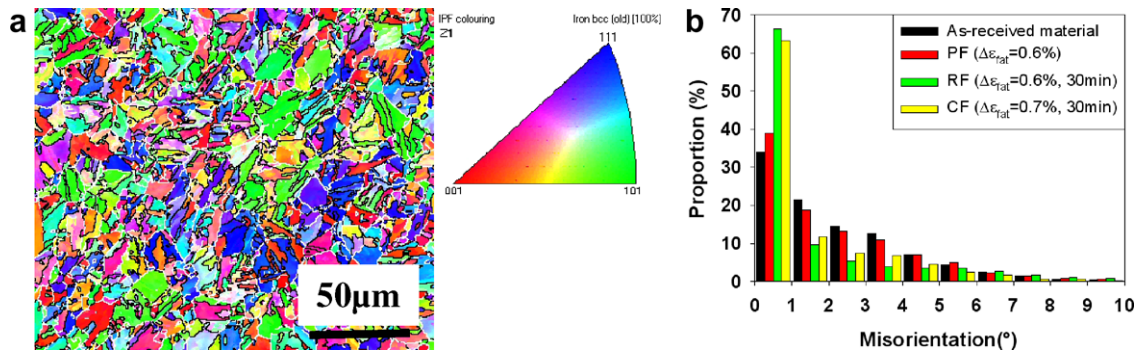 a
IPF colouring
Z1
Iron bcc (old) [100%]
111
001
101
50µm
b
Proportion (%)
70
60
50
40
30
20
10
0
As-received material
PF (Δεfat=0.6%)
RF (Δεfat=0.6%, 30min)
CF (Δεfat=0.7%, 30min)
0 1 2 3 4 5 6 7 8 9 10
Misorientation(°)